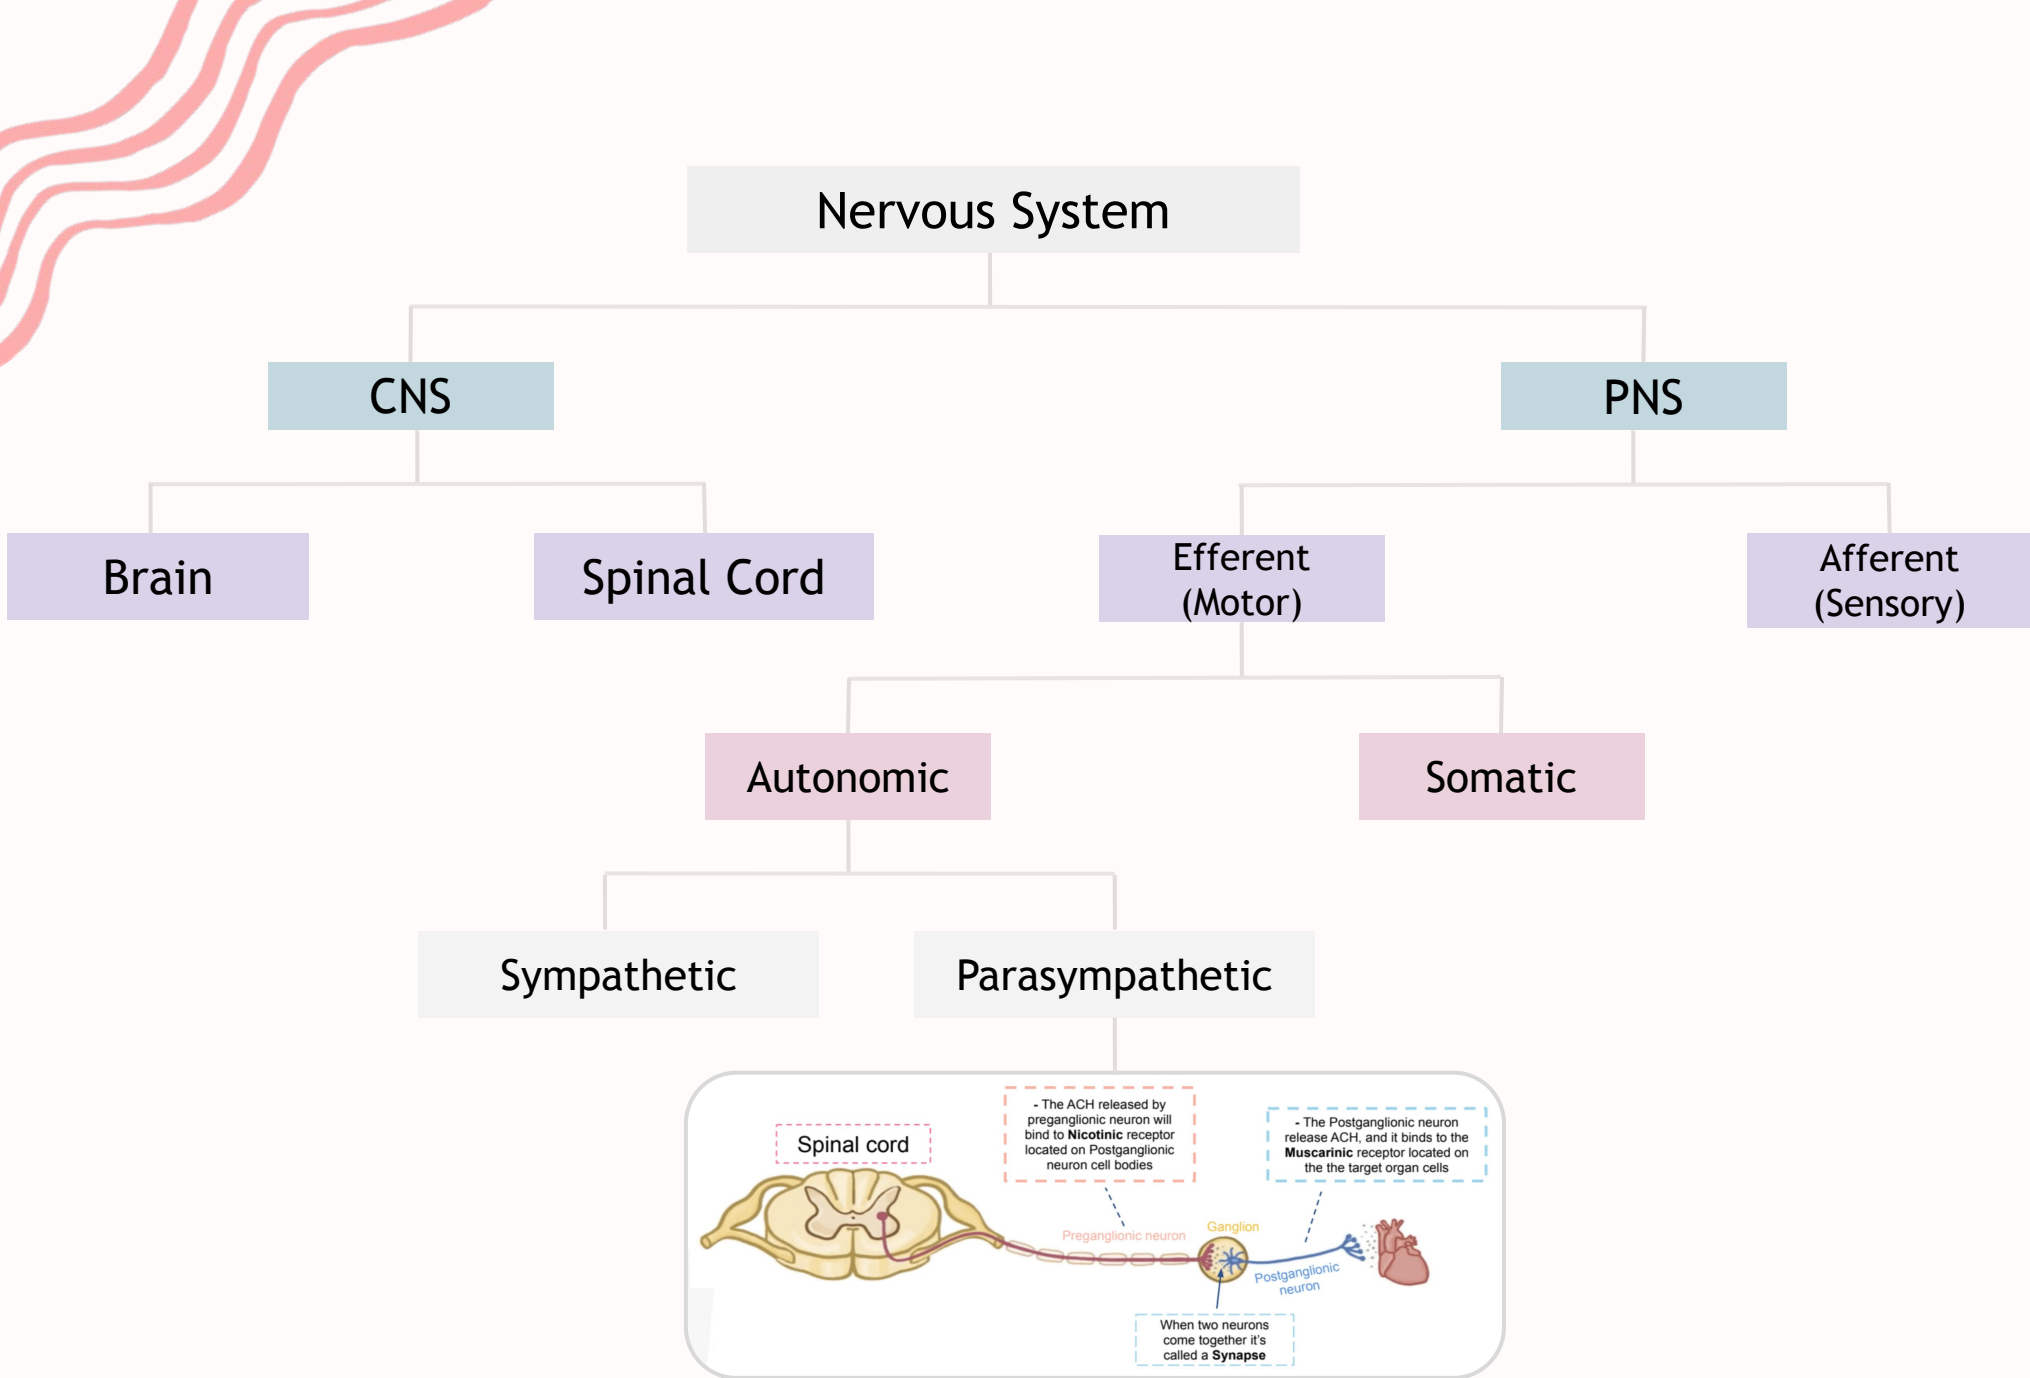 Nervous System
CNS
PNS
Brain
Spinal Cord
Efferent
(Motor)
Afferent
(Sensory)
Autonomic
Somatic
Sympathetic
Parasympathetic
Spinal cord
- The ACH released by
preganglionic neuron will
bind to Nicotinic receptor
located on Postganglionic
neuron cell bodies
- The Postganglionic neuron
release ACH, and it binds to the
Muscarinic receptor located on
the the target organ cells
Preganglionic neuron
Ganglion
Postganglionic
neuron
When two neurons
come together it's
called a Synapse